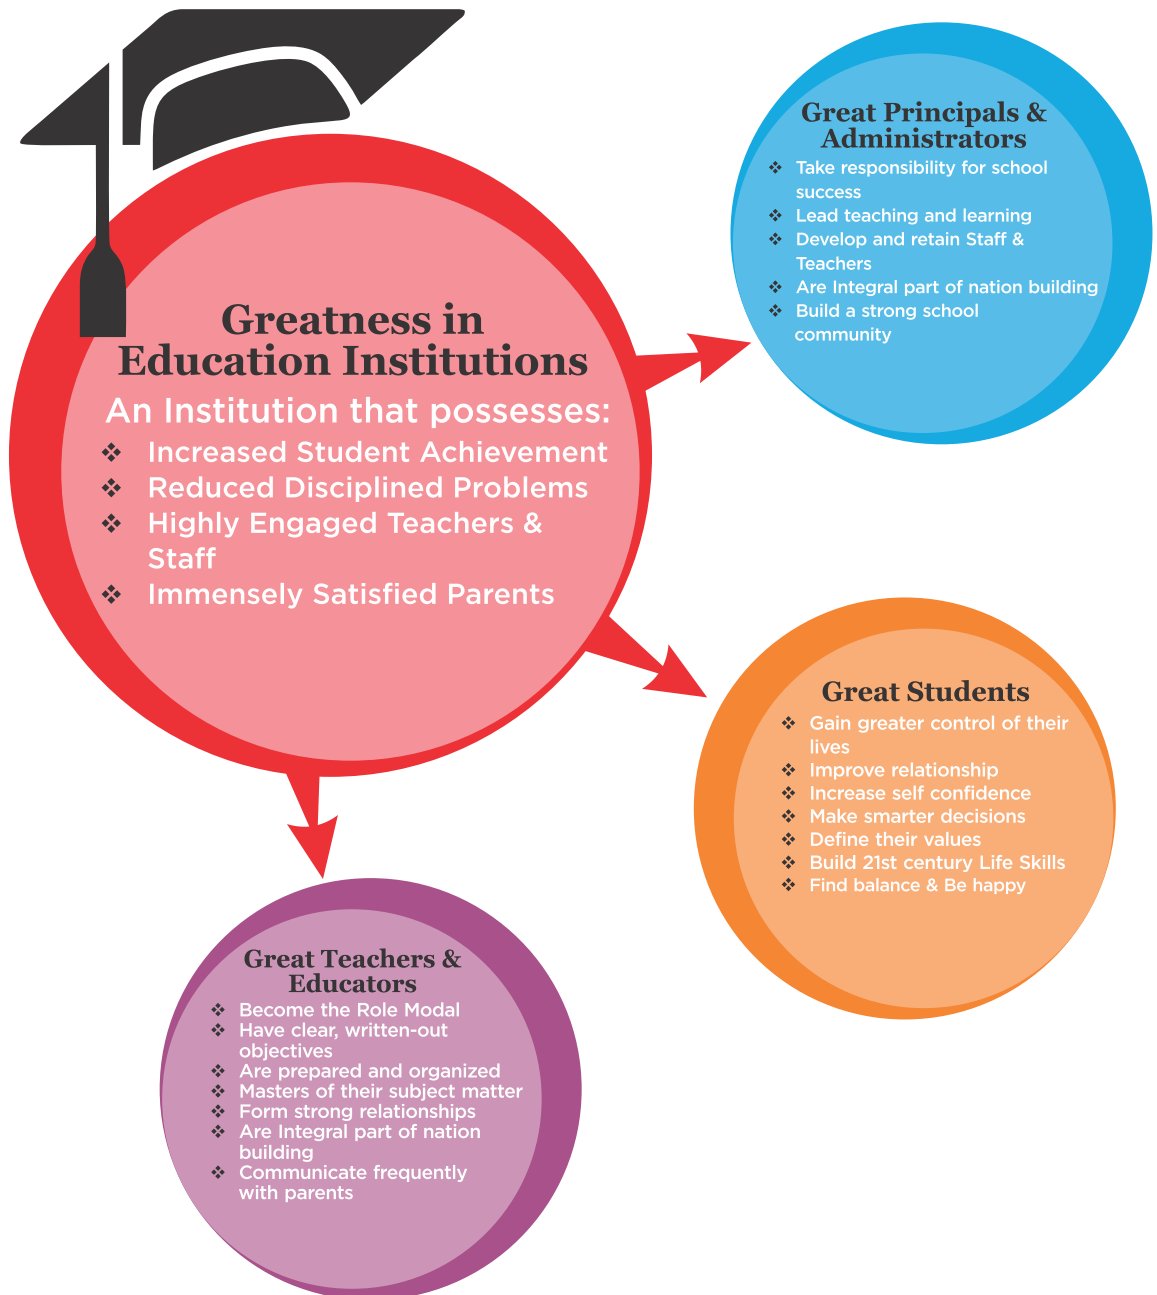 Greatness in
Education Institutions
An Institution that possesses:
❖ Increased Student Achievement
❖ Reduced Disciplined Problems
❖ Highly Engaged Teachers &
Staff
❖ Immensely Satisfied Parents
Great Principals &
Administrators
❖ Take responsibility for school
success
❖ Lead teaching and learning
❖ Develop and retain Staff &
Teachers
❖ Are Integral part of nation building
❖ Build a strong school
community
Great Students
❖ Gain greater control of their
lives
❖ Improve relationship
❖ Increase self confidence
❖ Make smarter decisions
❖ Define their values
❖ Build 21st century Life Skills
❖ Find balance & Be happy
Great Teachers &
Educators
❖ Become the Role Modal
❖ Have clear, written-out
objectives
❖ Are prepared and organized
❖ Masters of their subject matter
❖ Form strong relationships
❖ Are Integral part of nation
building
❖ Communicate frequently
with parents